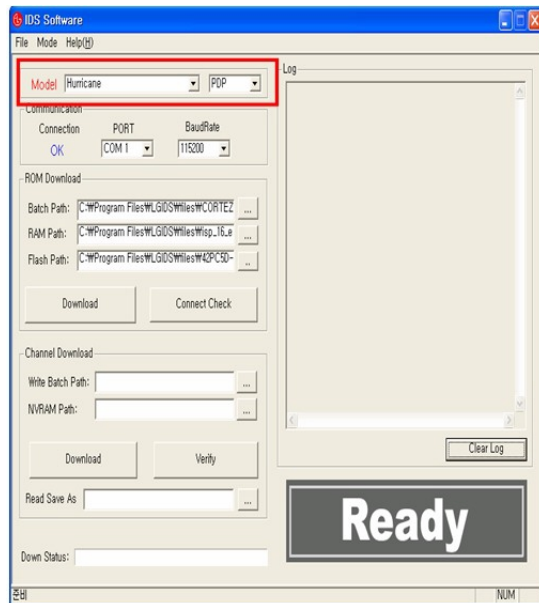 IDS Software
File Mode Help(H)
Model Hurricane PDP
Communication
Connection PORT BaudRate
OK COM 1 115200
ROM Download
Batch Path: C:₩Program Files₩LGIDS₩files₩CORTEZ ...
RAM Path: C:₩Program Files₩LGIDS₩files₩isp_16_e ...
Flash Path: C:₩Program Files₩LGIDS₩files₩42PC5D- ...
Download Connect Check
Channel Download
Write Batch Path: ...
NVRAM Path: ...
Download Verify
Read Save As ...
Down Status:
Log
Clear Log
Ready
준비 NUM